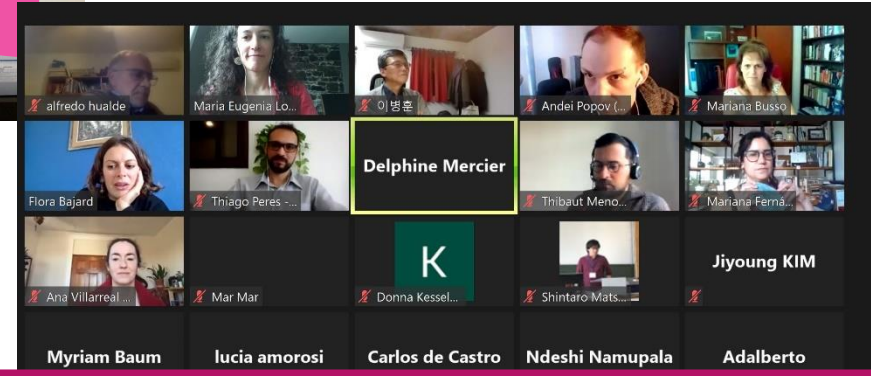 alfredo hualde
Maria Eugenia Lo...
이병훈
Andei Popov (...
Mariana Busso
Flora Bajard
Thiago Peres -...
Delphine Mercier
Thibaut Meno...
Mariana Ferná...
Ana Villarreal ...
Mar Mar
K
Donna Kessel...
Shintaro Mats...
Jiyoung KIM
Myriam Baum
lucia amorosi
Carlos de Castro
Ndeshi Namupala
Adalberto